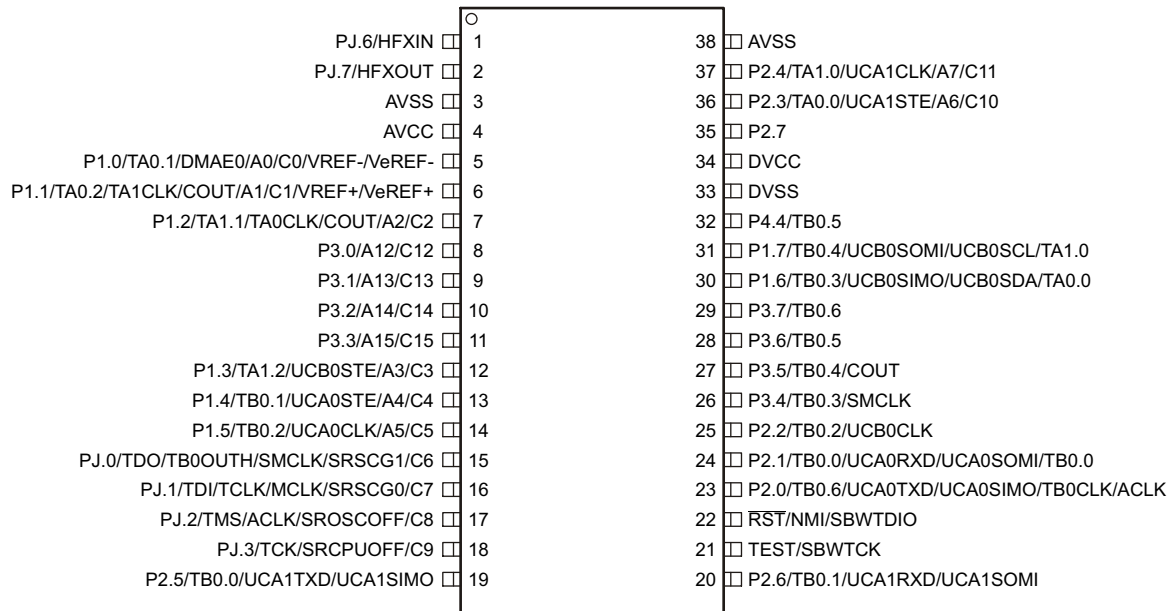 PJ.6/HFXIN 1 38 AVSS
PJ.7/HFXOUT 2 37 P2.4/TA1.0/UCA1CLK/A7/C11
AVSS 3 36 P2.3/TA0.0/UCA1STE/A6/C10
AVCC 4 35 P2.7
P1.0/TA0.1/DMAE0/A0/C0/VREF-/VeREF- 5 34 DVCC
P1.1/TA0.2/TA1CLK/COUT/A1/C1/VREF+/VeREF+ 6 33 DVSS
P1.2/TA1.1/TA0CLK/COUT/A2/C2 7 32 P4.4/TB0.5
P3.0/A12/C12 8 31 P1.7/TB0.4/UCB0SOMI/UCB0SCL/TA1.0
P3.1/A13/C13 9 30 P1.6/TB0.3/UCB0SIMO/UCB0SDA/TA0.0
P3.2/A14/C14 10 29 P3.7/TB0.6
P3.3/A15/C15 11 28 P3.6/TB0.5
P1.3/TA1.2/UCB0STE/A3/C3 12 27 P3.5/TB0.4/COUT
P1.4/TB0.1/UCA0STE/A4/C4 13 26 P3.4/TB0.3/SMCLK
P1.5/TB0.2/UCA0CLK/A5/C5 14 25 P2.2/TB0.2/UCB0CLK
PJ.0/TDO/TB0OUTH/SMCLK/SRSCG1/C6 15 24 P2.1/TB0.0/UCA0RXD/UCA0SOMI/TB0.0
PJ.1/TDI/TCLK/MCLK/SRSCG0/C7 16 23 P2.0/TB0.6/UCA0TXD/UCA0SIMO/TB0CLK/ACLK
PJ.2/TMS/ACLK/SROSCOFF/C8 17 22 RST/NMI/SBWTDIO
PJ.3/TCK/SRCPUOFF/C9 18 21 TEST/SBWTCK
P2.5/TB0.0/UCA1TXD/UCA1SIMO 19 20 P2.6/TB0.1/UCA1RXD/UCA1SOMI